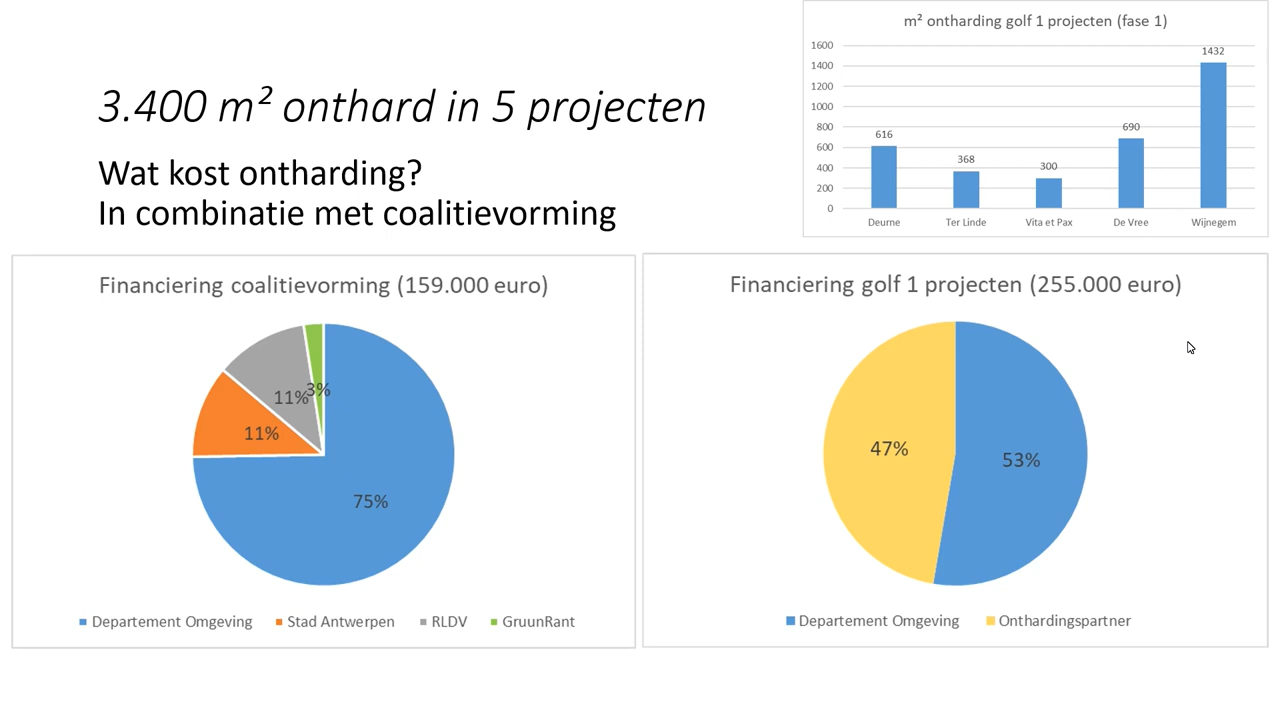 3.400 m² onthard in 5 projecten
Wat kost ontharding?
In combinatie met coalitievorming
m² ontharding golf 1 projecten (fase 1)
1600
1400
1200
1000
800
600
400
200
0
616
368
300
690
1432
Deurne
Ter Linde
Vita et Pax
De Vree
Wijnegem
Financiering coalitievorming (159.000 euro)
3%
11%
11%
75%
Departement Omgeving
Stad Antwerpen
RLDV
GruunRant
Financiering golf 1 projecten (255.000 euro)
47%
53%
Departement Omgeving
Onthardingspartner